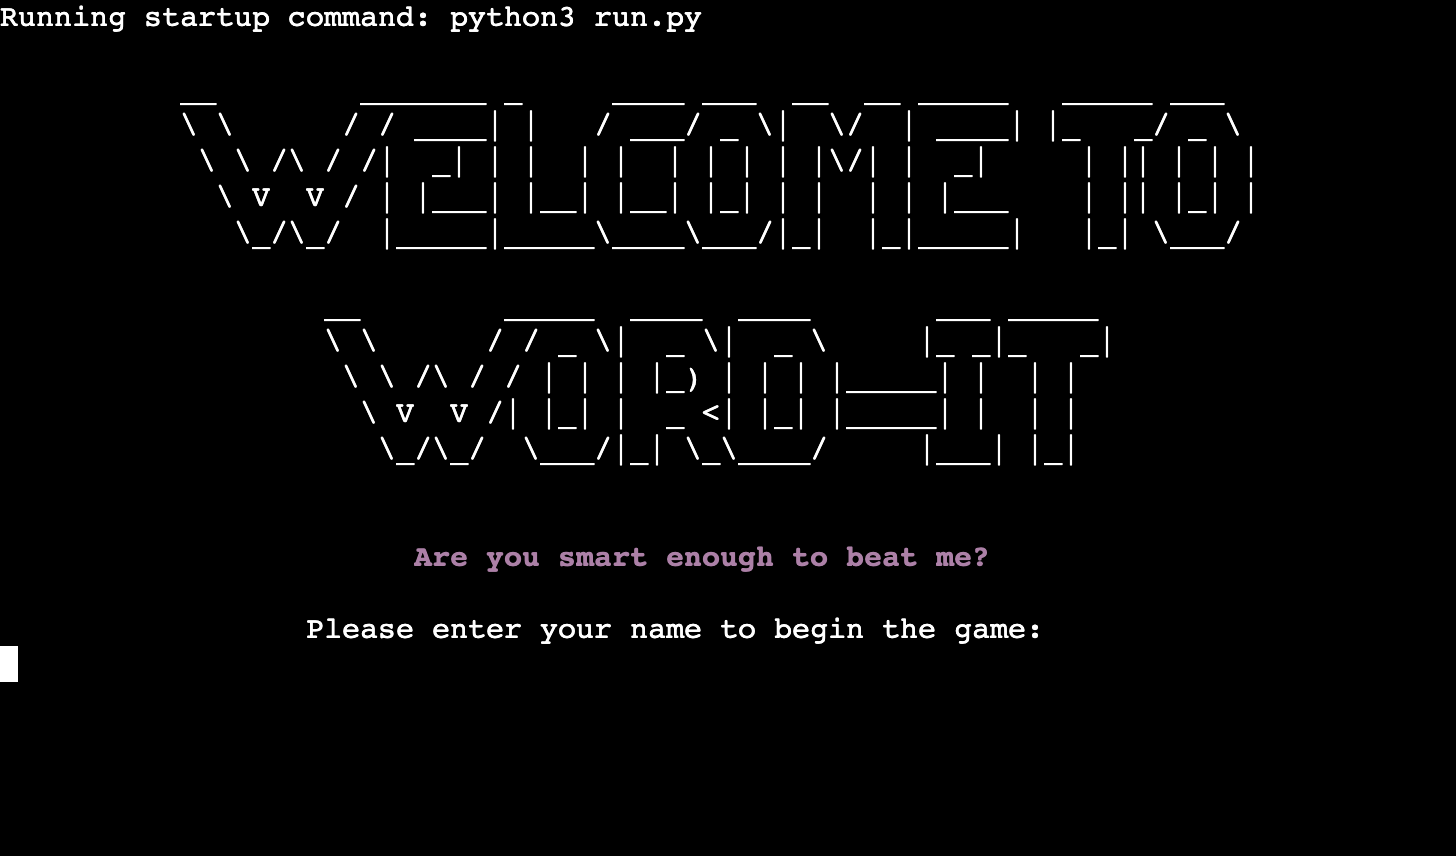 Running startup command: python3 run.py
WELCOME TO
WORD-IT
Are you smart enough to beat me?
Please enter your name to begin the game: